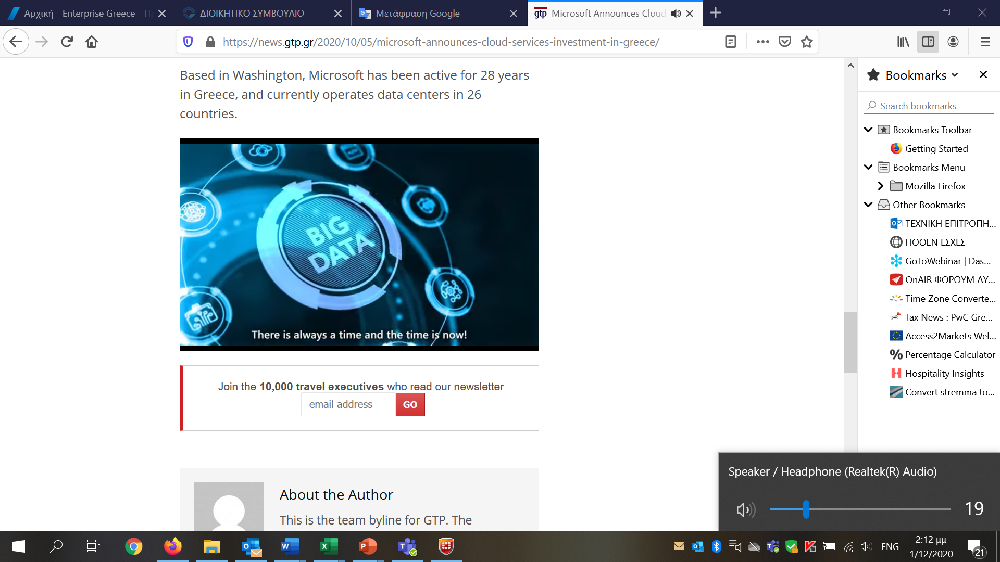 Αρχική - Enterprise Greece - Π
ΔΙΟΙΚΗΤΙΚΟ ΣΥΜΒΟΥΛΙΟ
Μετάφραση Google
gtp Microsoft Announces Cloud
https://news.gtp.gr/2020/10/05/microsoft-announces-cloud-services-investment-in-greece/
Based in Washington, Microsoft has been active for 28 years
in Greece, and currently operates data centers in 26
countries.
BIG
DATA
There is always a time and the time is now!
Join the 10,000 travel executives who read our newsletter
email address
GO
About the Author
This is the team byline for GTP. The
Bookmarks
Search bookmarks
Bookmarks Toolbar
Getting Started
Bookmarks Menu
Mozilla Firefox
Other Bookmarks
ΤΕΧΝΙΚΗ ΕΠΙΤΡΟΠΗ...
ΠΟΘΕΝ ΕΣΧΕΣ
GoToWebinar | Das...
OnAIR ΦΟΡΟΥΜ ΔΥ...
Time Zone Converte...
pwc Tax News : PwC Gre...
Access2Markets Wel...
% Percentage Calculator
Hospitality Insights
Convert stremma to...
Speaker / Headphone (Realtek(R) Audio)
19
ENG
2:12 μμ
1/12/2020
21